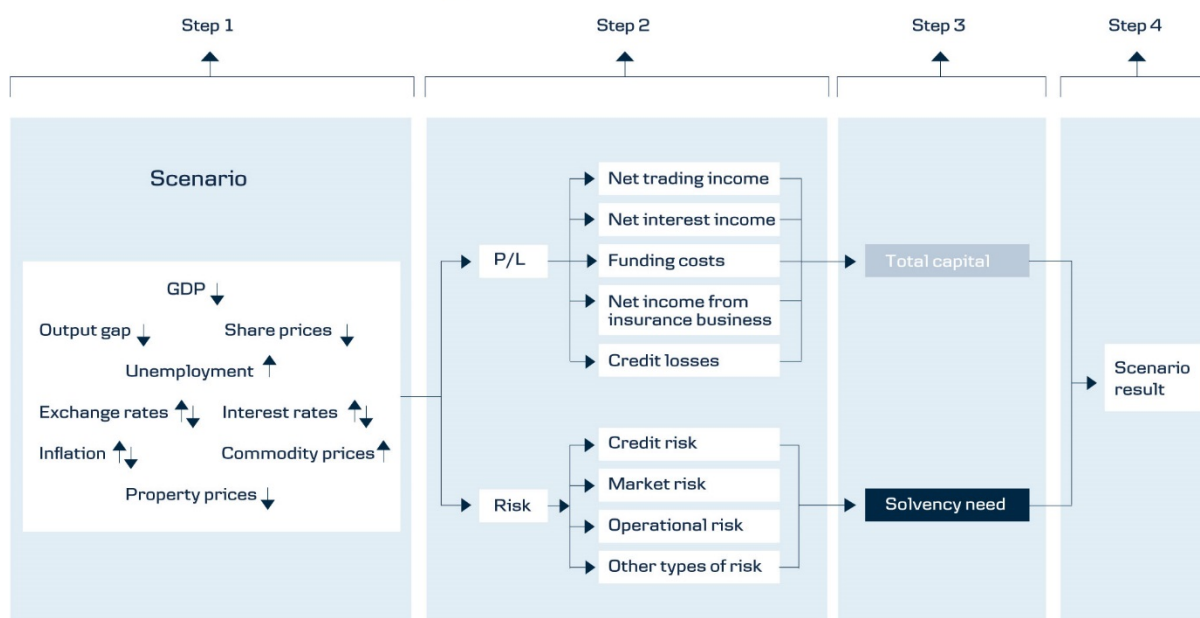 Step 1
Step 2
Step 3
Step 4
Scenario
GDP
Output gap
Share prices
Unemployment
Exchange rates
Interest rates
Inflation
Commodity prices
Property prices
P/L
Net trading income
Net interest income
Funding costs
Net income from
insurance business
Credit losses
Risk
Credit risk
Market risk
Operational risk
Other types of risk
Total capital
Solvency need
Scenario
result